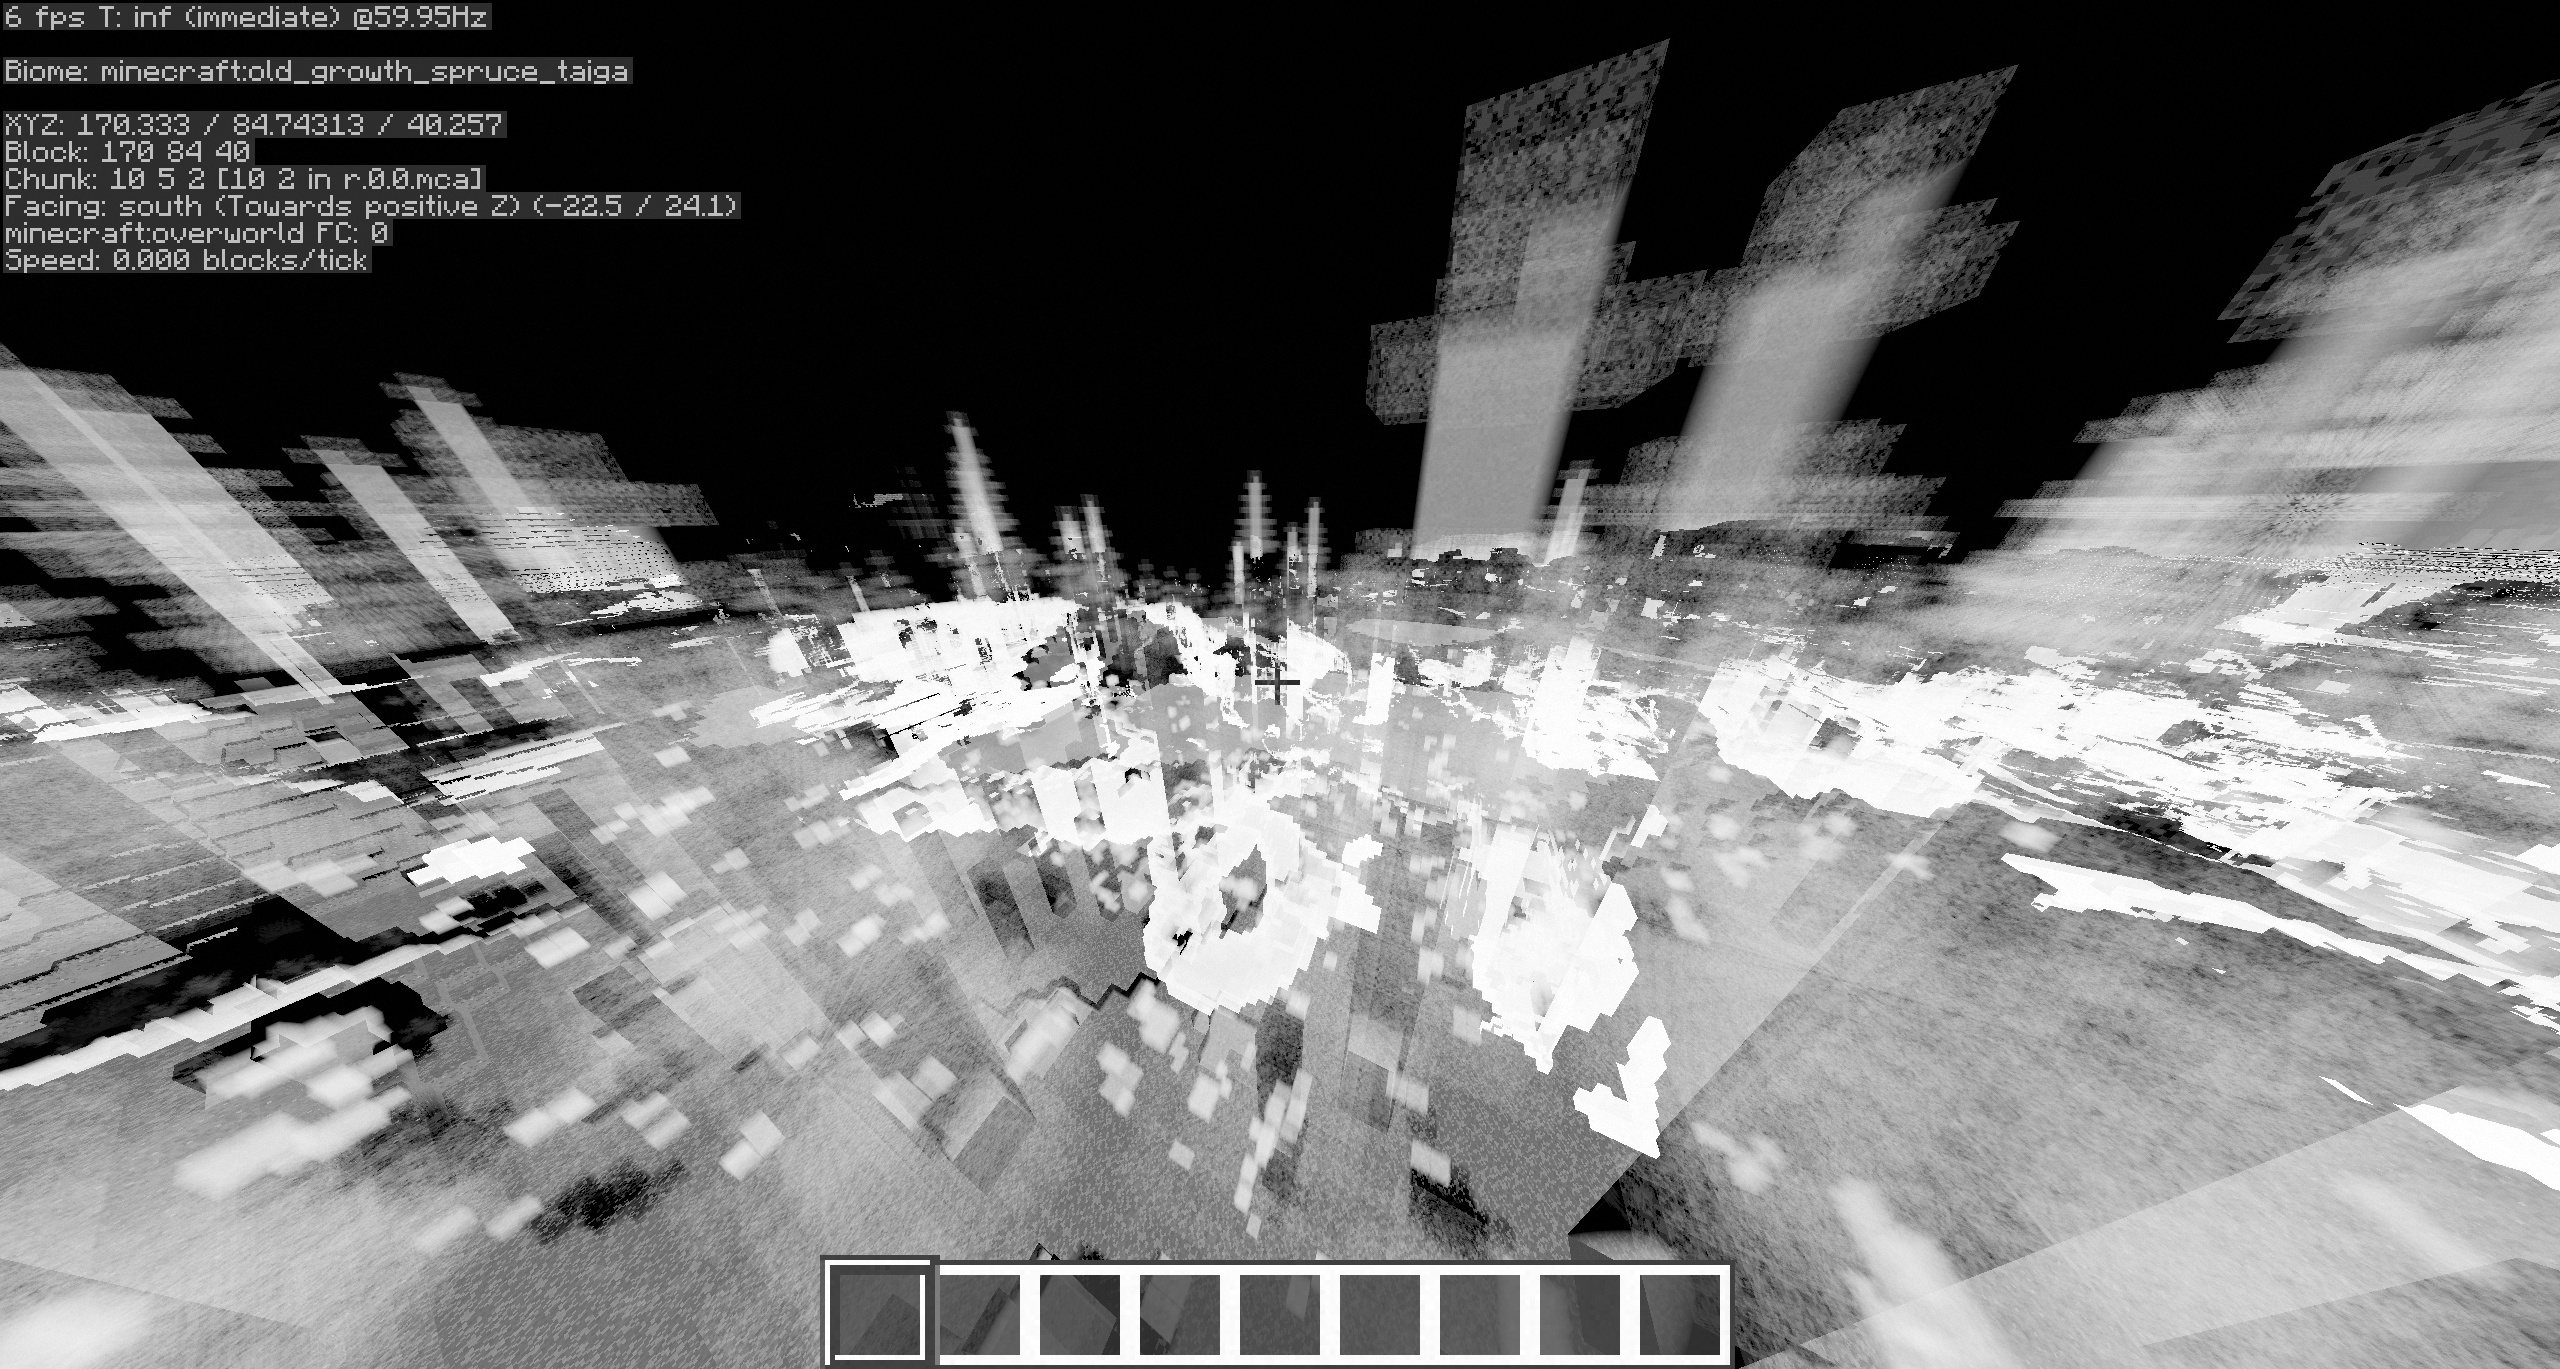 6 fps T: inf (immediate) @59.95Hz
Biome: minecraft:old_growth_spruce_taiga
XYZ: 170.333 / 84.74313 / 40.257
Block: 170 84 40
Chunk: 10 5 2 [10 2 in r.0.0.mca]
Facing: south (Towards positive Z) (-22.5 / 24.1)
minecraft:overworld FC: 0
Speed: 0.000 blocks/tick